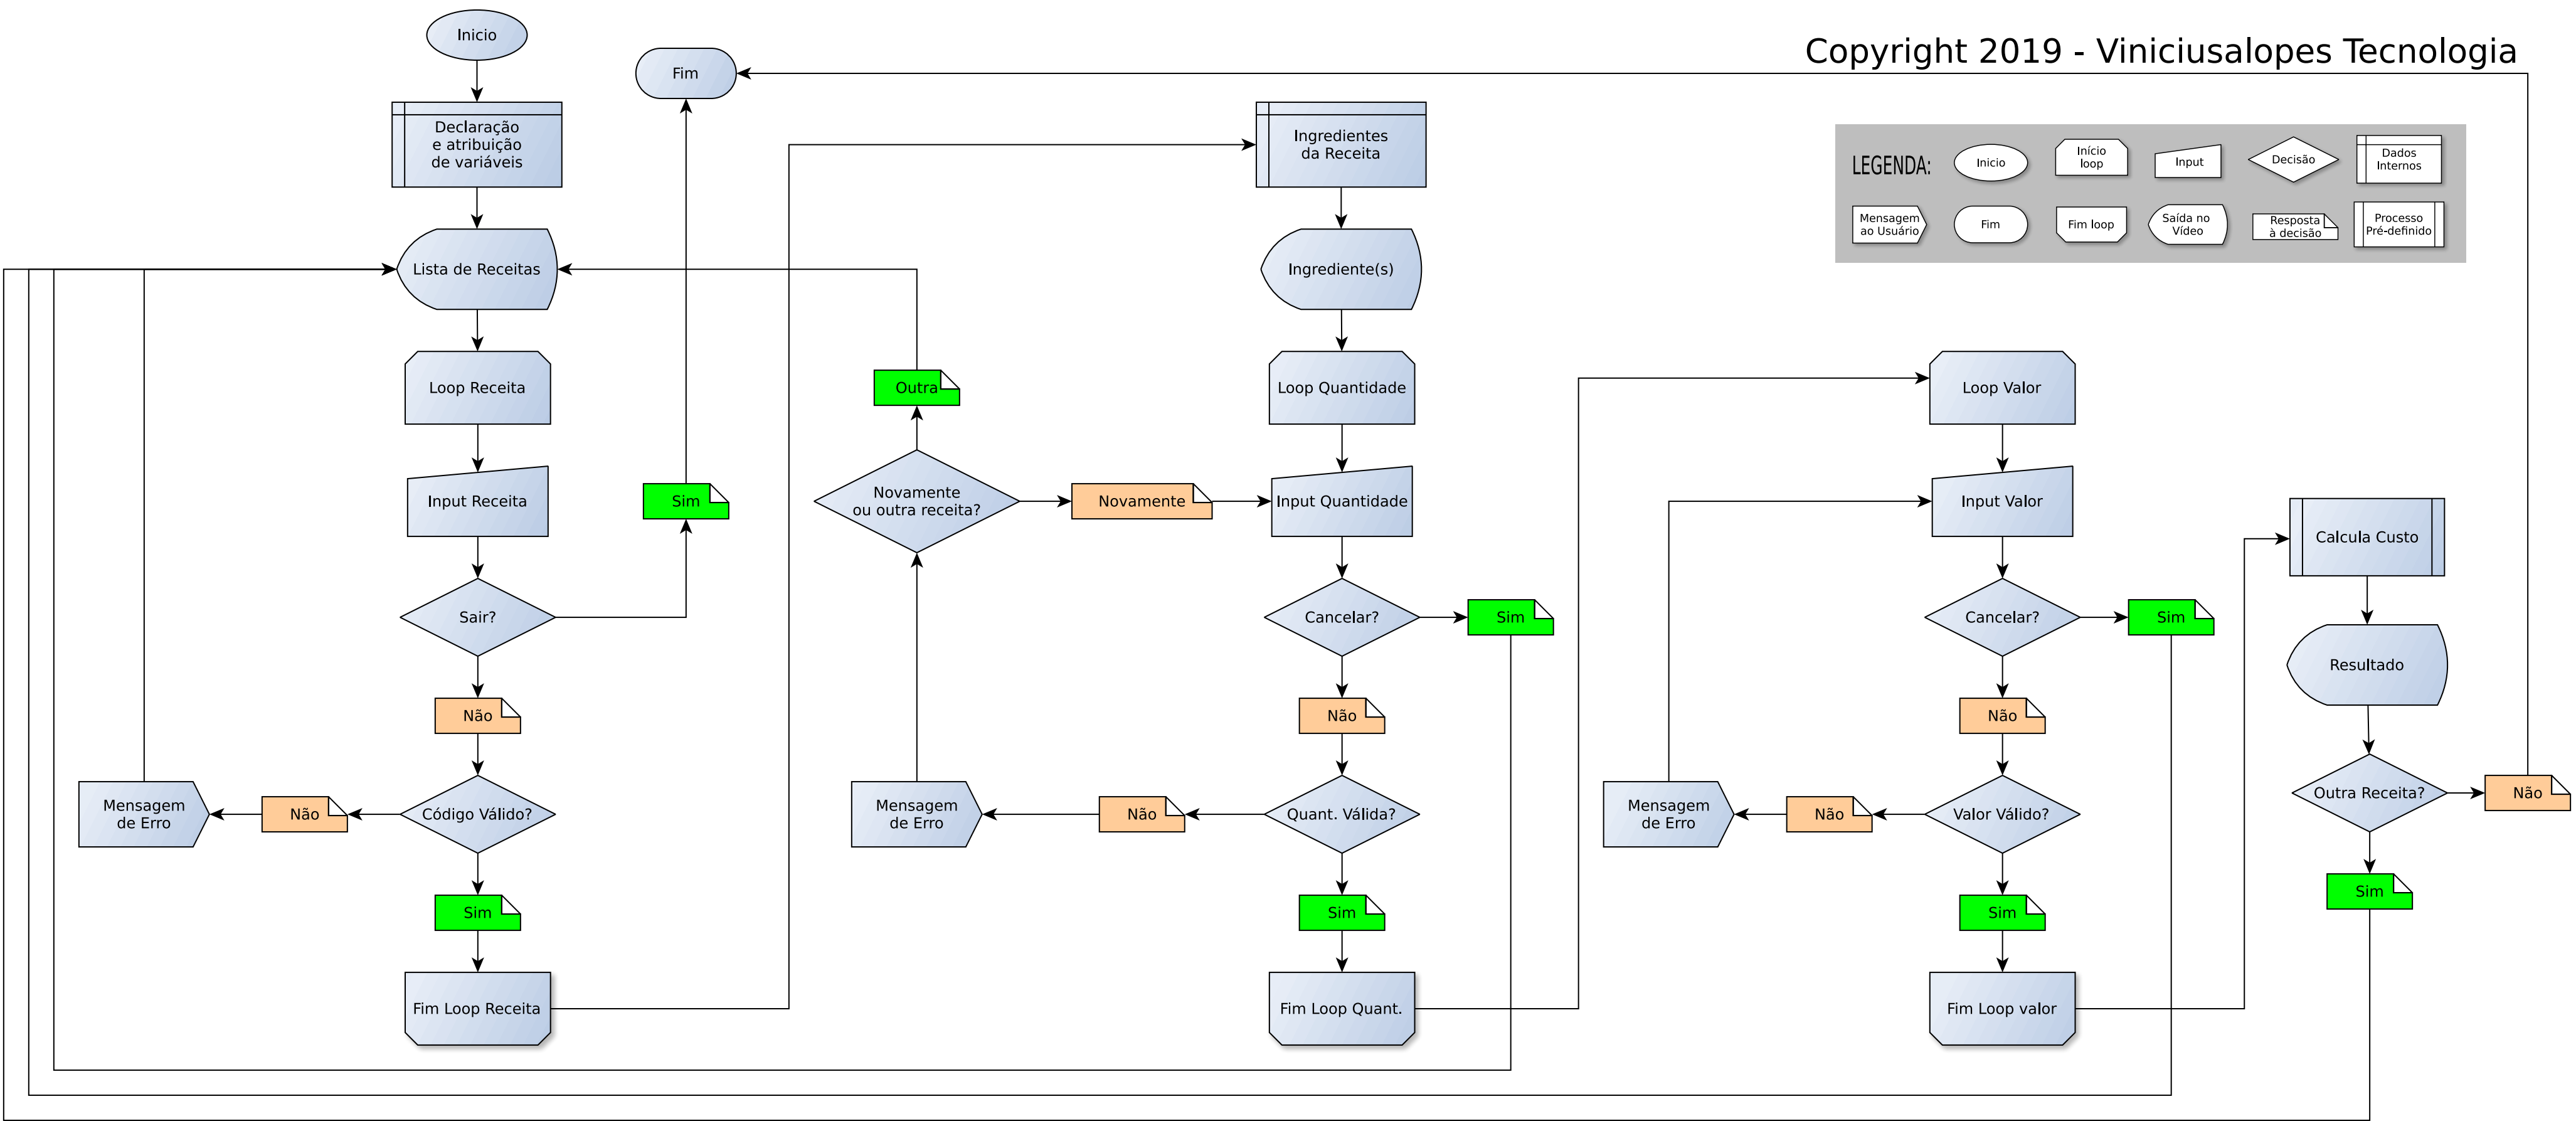 Copyright 2019 - Viniciusalopes Tecnologia
LEGENDA:
Inicio
Início
loop
Input
Decisão
Dados
Internos
Mensagem
ao Usuário
Fim
Fim loop
Saída no
Vídeo
Resposta
à decisão
Processo
Pré-definido
Inicio
Declaração
e atribuição
de variáveis
Lista de Receitas
Loop Receita
Input Receita
Sair?
Sim
Fim
Não
Código Válido?
Não
Mensagem
de Erro
Sim
Fim Loop Receita
Ingredientes
da Receita
Ingrediente(s)
Loop Quantidade
Input Quantidade
Cancelar?
Sim
Não
Quant. Válida?
Não
Mensagem
de Erro
Novamente
ou outra receita?
Outra
Novamente
Sim
Fim Loop Quant.
Loop Valor
Input Valor
Cancelar?
Sim
Não
Valor Válido?
Não
Mensagem
de Erro
Sim
Fim Loop valor
Calcula Custo
Resultado
Outra Receita?
Não
Sim